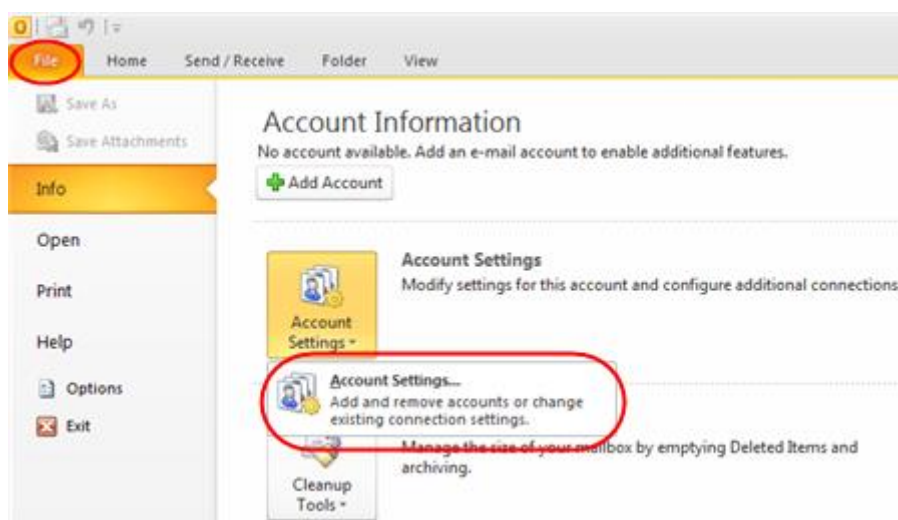 File Home Send / Receive Folder View
Save As
Save Attachments
Info
Open
Print
Help
Options
Exit
Account Information
No account available. Add an e-mail account to enable additional features.
Add Account
Account Settings
Modify settings for this account and configure additional connections
Account
Settings
Account Settings...
Add and remove accounts or change
existing connection settings.
Manage the size of your mailbox by emptying Deleted Items and
archiving.
Cleanup
Tools